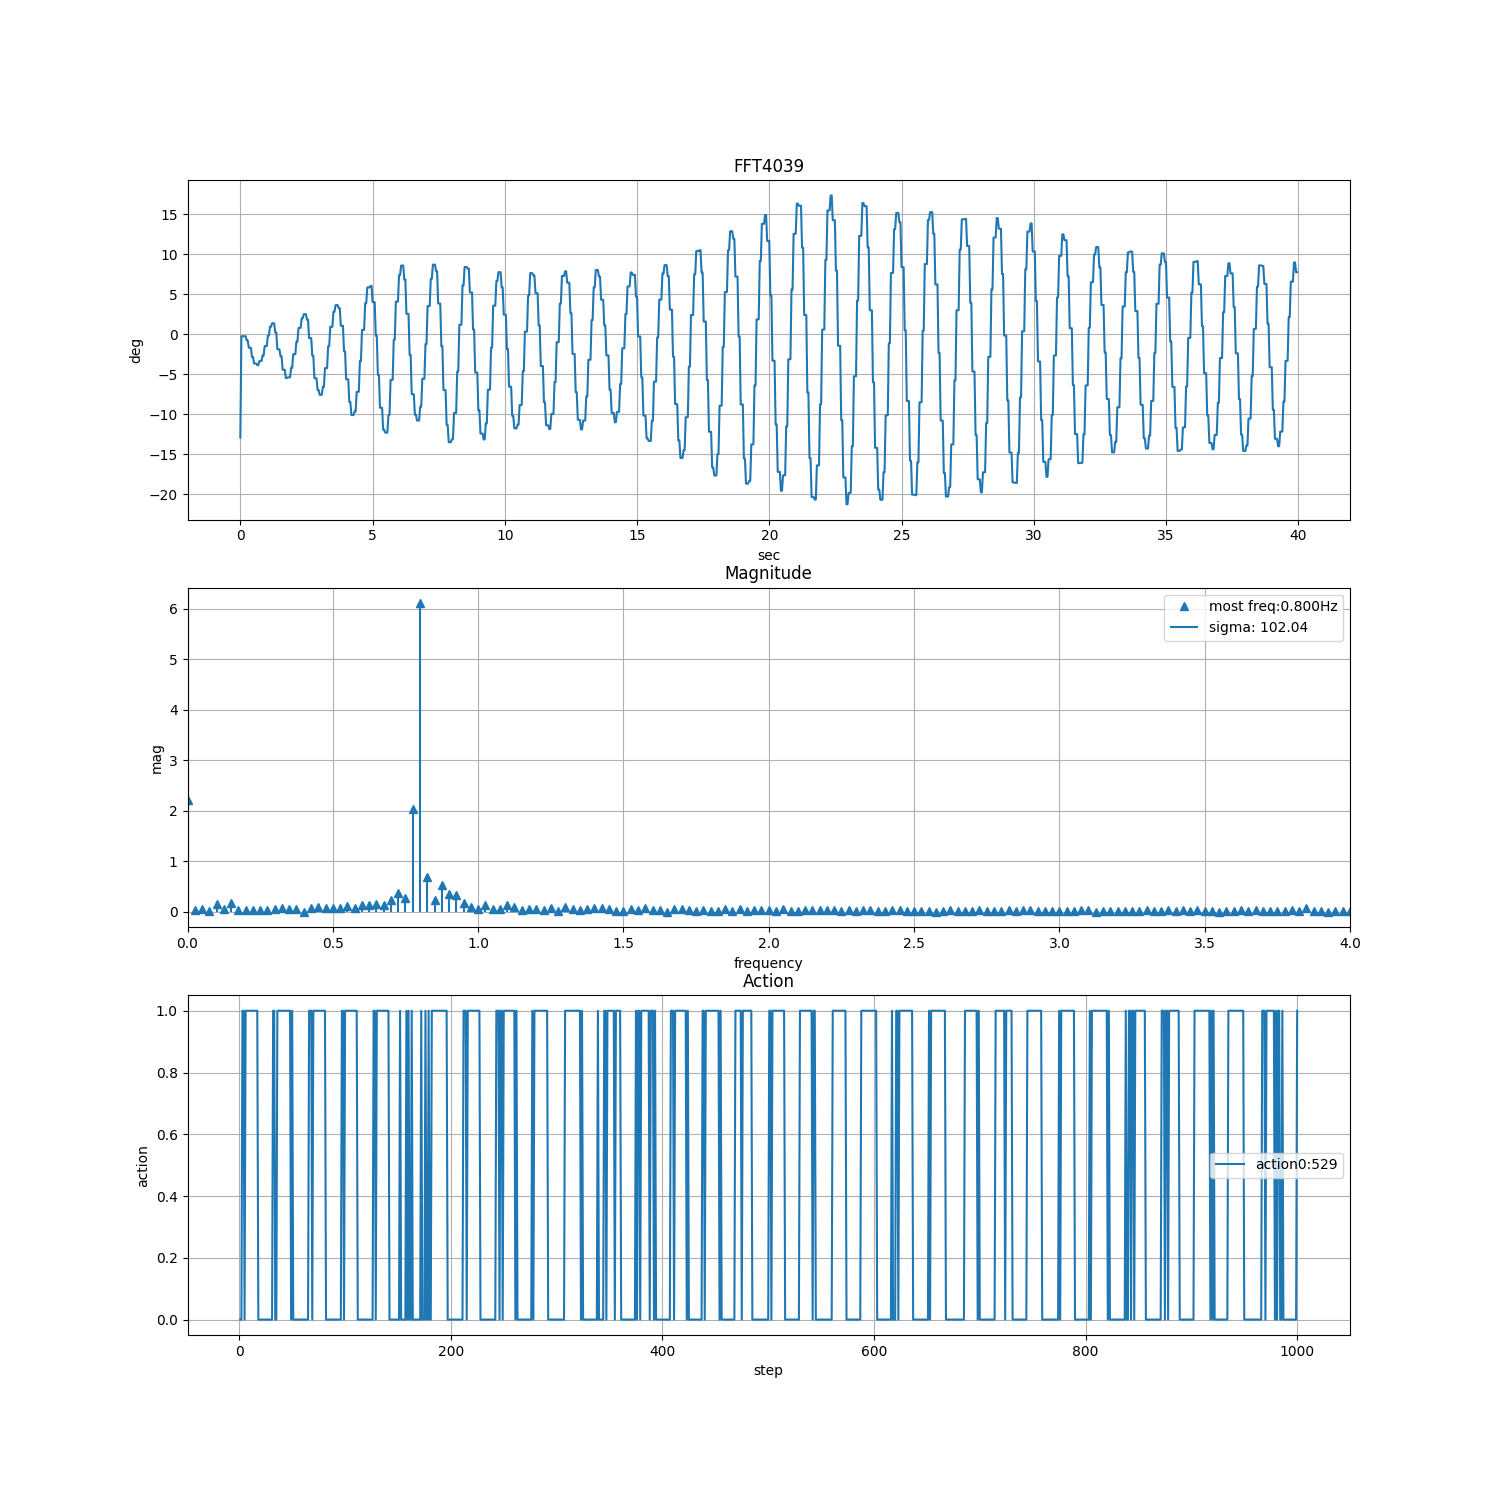 FFT4039
15
10
5
0
−5
−10
−15
−20
deg
0 5 10 15 20 25 30 35 40
sec
Magnitude
most freq:0.800Hz
sigma: 102.04
6
5
4
3
2
1
0
mag
0.0 0.5 1.0 1.5 2.0 2.5 3.0 3.5 4.0
frequency
Action
1.0
0.8
0.6
0.4
0.2
0.0
action
action0:529
0 200 400 600 800 1000
step